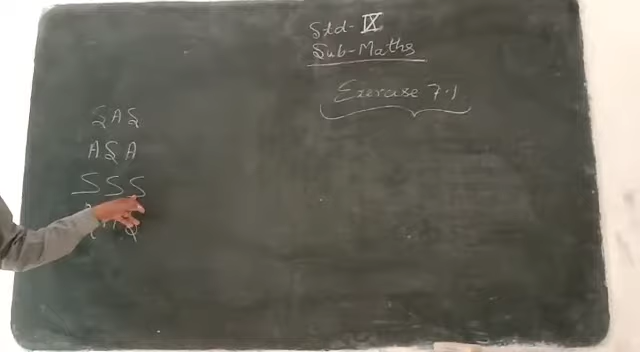 Std- IX
Sub-Maths
Exercise 7.1
SAS
ASA
SSS